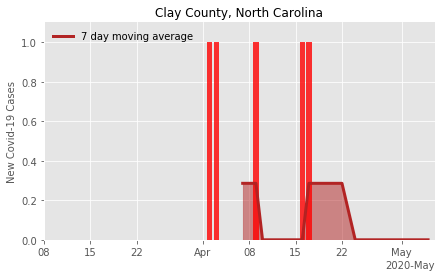 Clay County, North Carolina
7 day moving average
New Covid-19 Cases
1.0
0.8
0.6
0.4
0.2
0.0
08 15 22 Apr 08 15 22 May
2020-May